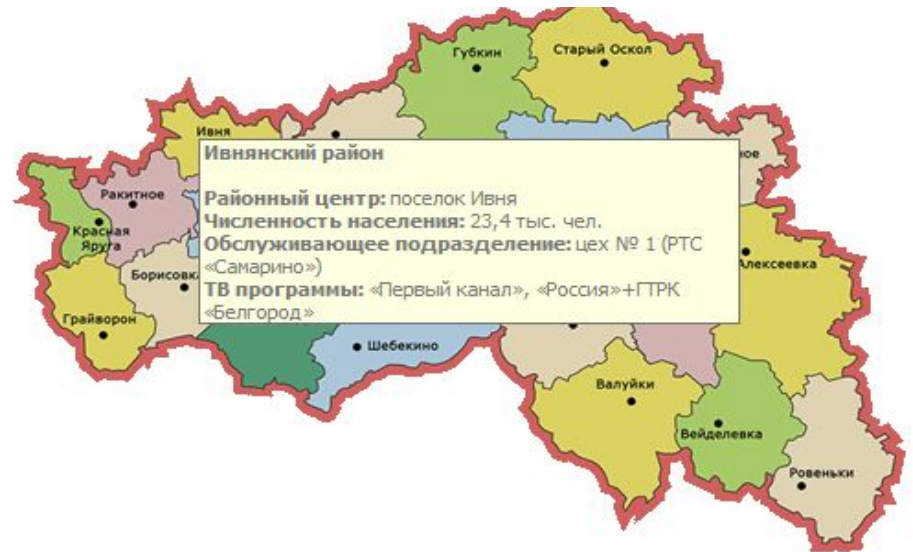 Губкин
Старый Оскол
Ивня
Ивнянский район
Районный центр: поселок Ивня
Численность населения: 23,4 тыс. чел.
Обслуживающее подразделение: цех № 1 (РТС
«Самарино»)
ТВ программы: «Первый канал», «Россия»+ГТРК
«Белгород»
ное
Ракитное
Красная
Яруга
Борисовк
Алексеевка
Грайворон
Шебекино
Валуйки
Вейделевка
Ровеньки